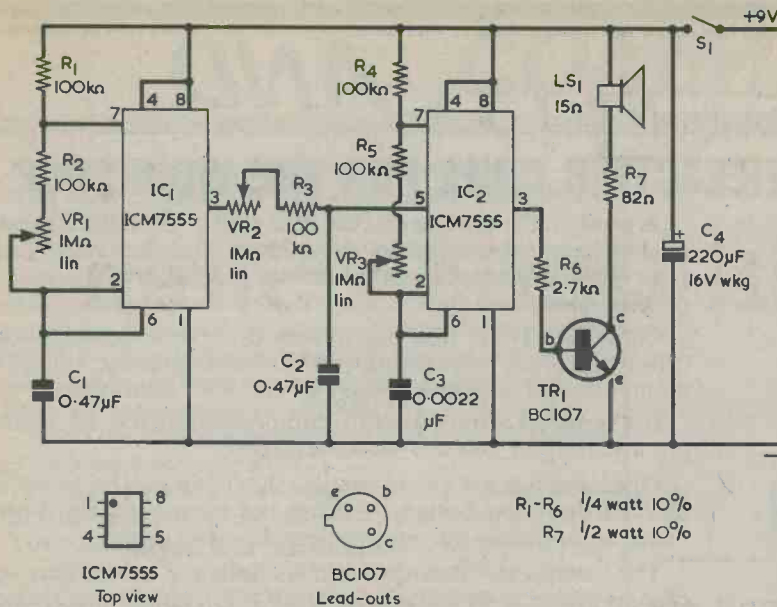 +9V
S1
R1
100kΩ
R4
100kΩ
LS1
15Ω
4 8
4 8
7
7
R2
100kΩ
R5
100kΩ
IC1
ICM7555
IC2
ICM7555
R7
82Ω
3
R3
100
kΩ
5
3
VR1
1MΩ
lin
VR2
1MΩ
lin
VR3
1MΩ
lin
R6
2.7kΩ
+
C4
220µF
16V wkg
2
2
6 1
6 1
b c
e
C1
0.47µF
C2
0.47µF
C3
0.0022
µF
TR1
BC107
−
1 8
4 5
ICM7555
Top view
e b
c
BC107
Lead-outs
R1-R6 1/4 watt 10%
R7 1/2 watt 10%